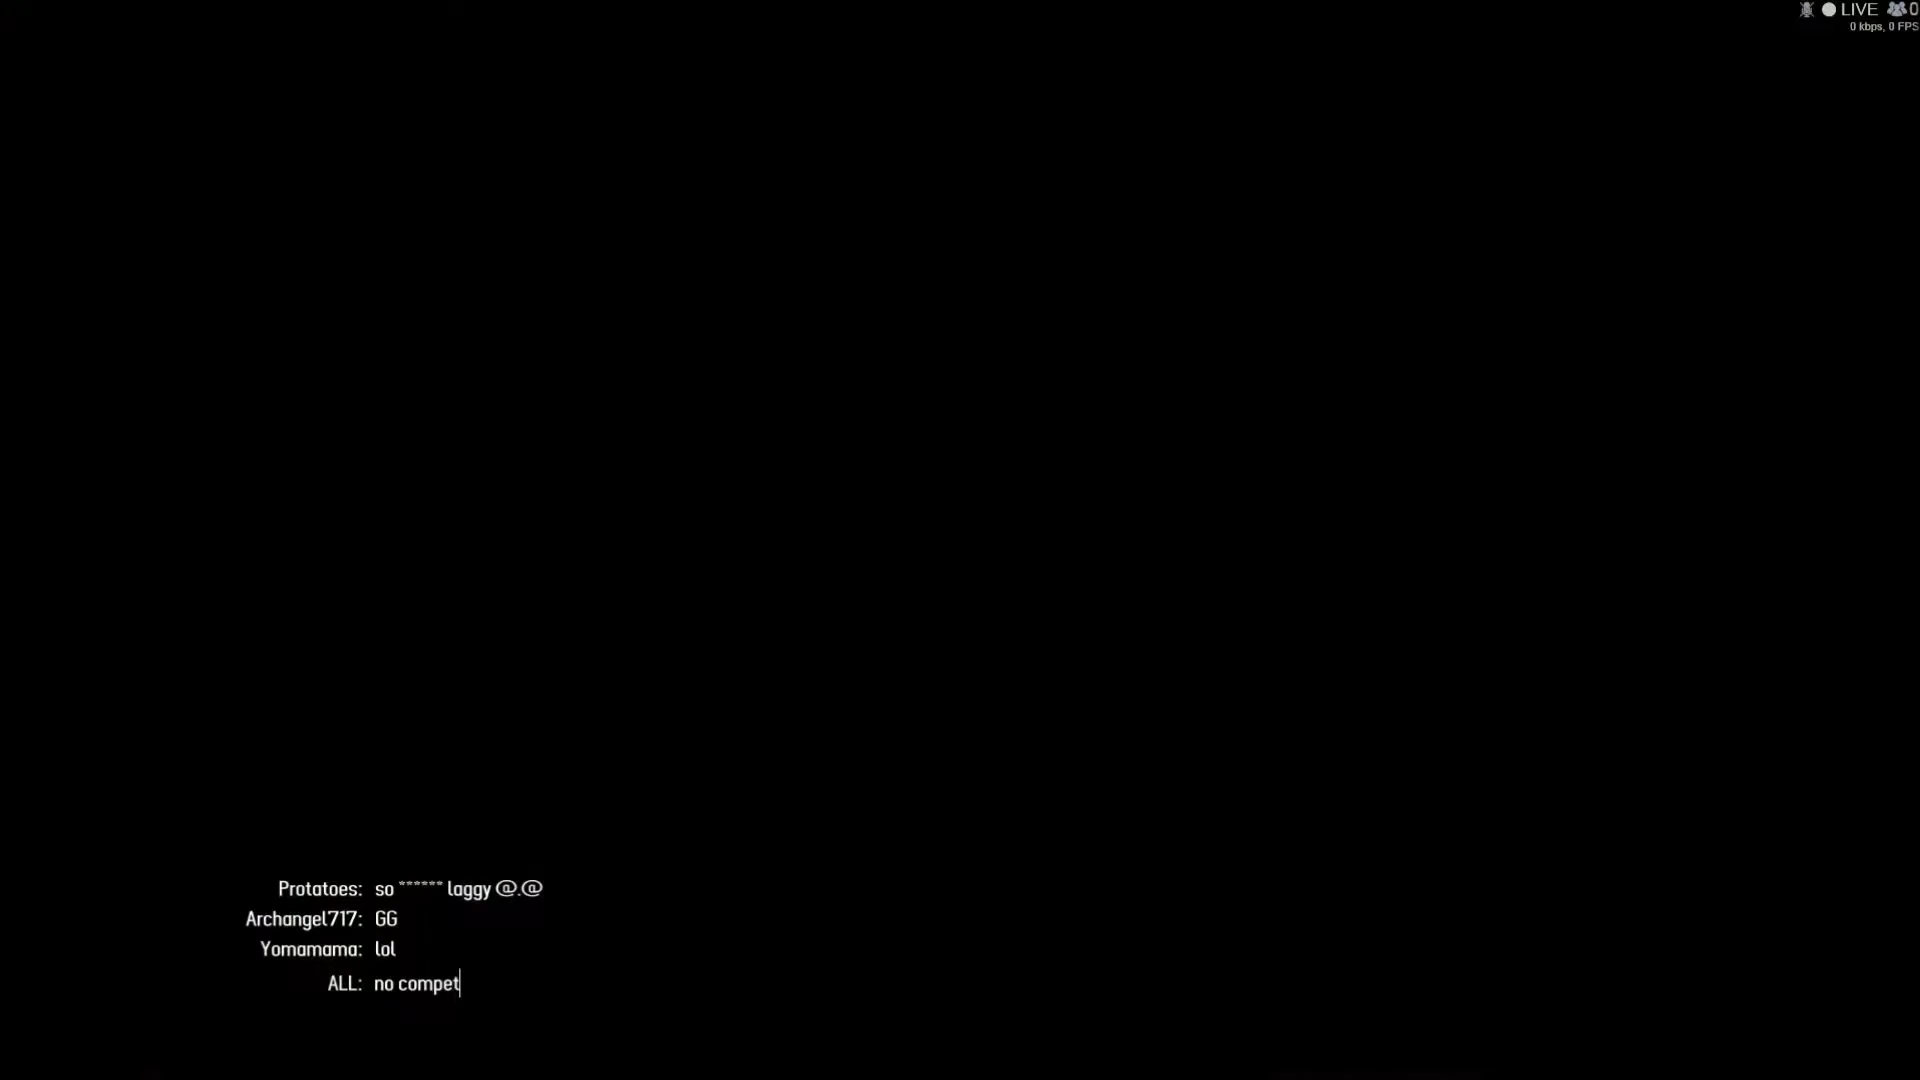 LIVE 0
0 kbps, 0 FPS
Protatoes: so ****** laggy @.@
Archangel717: GG
Yomamama: lol
ALL: no compet